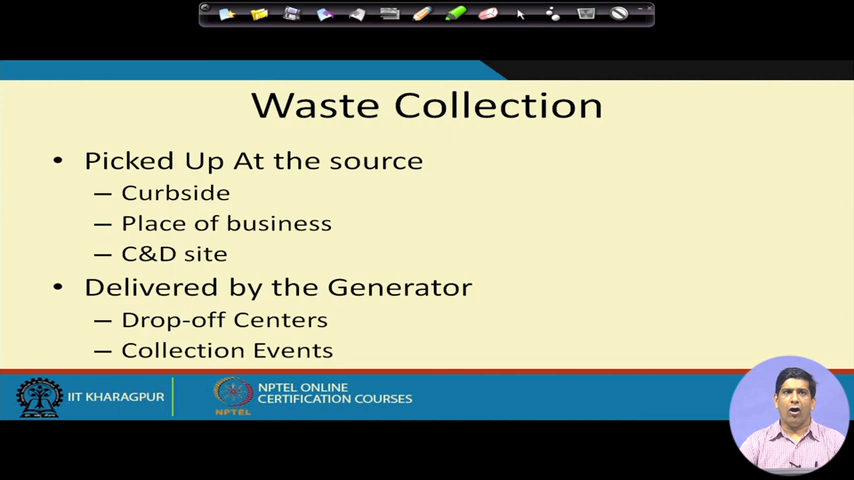 Waste Collection
• Picked Up At the source
– Curbside
– Place of business
– C&D site
• Delivered by the Generator
– Drop-off Centers
– Collection Events
IIT KHARAGPUR
NPTEL
NPTEL ONLINE
CERTIFICATION COURSES